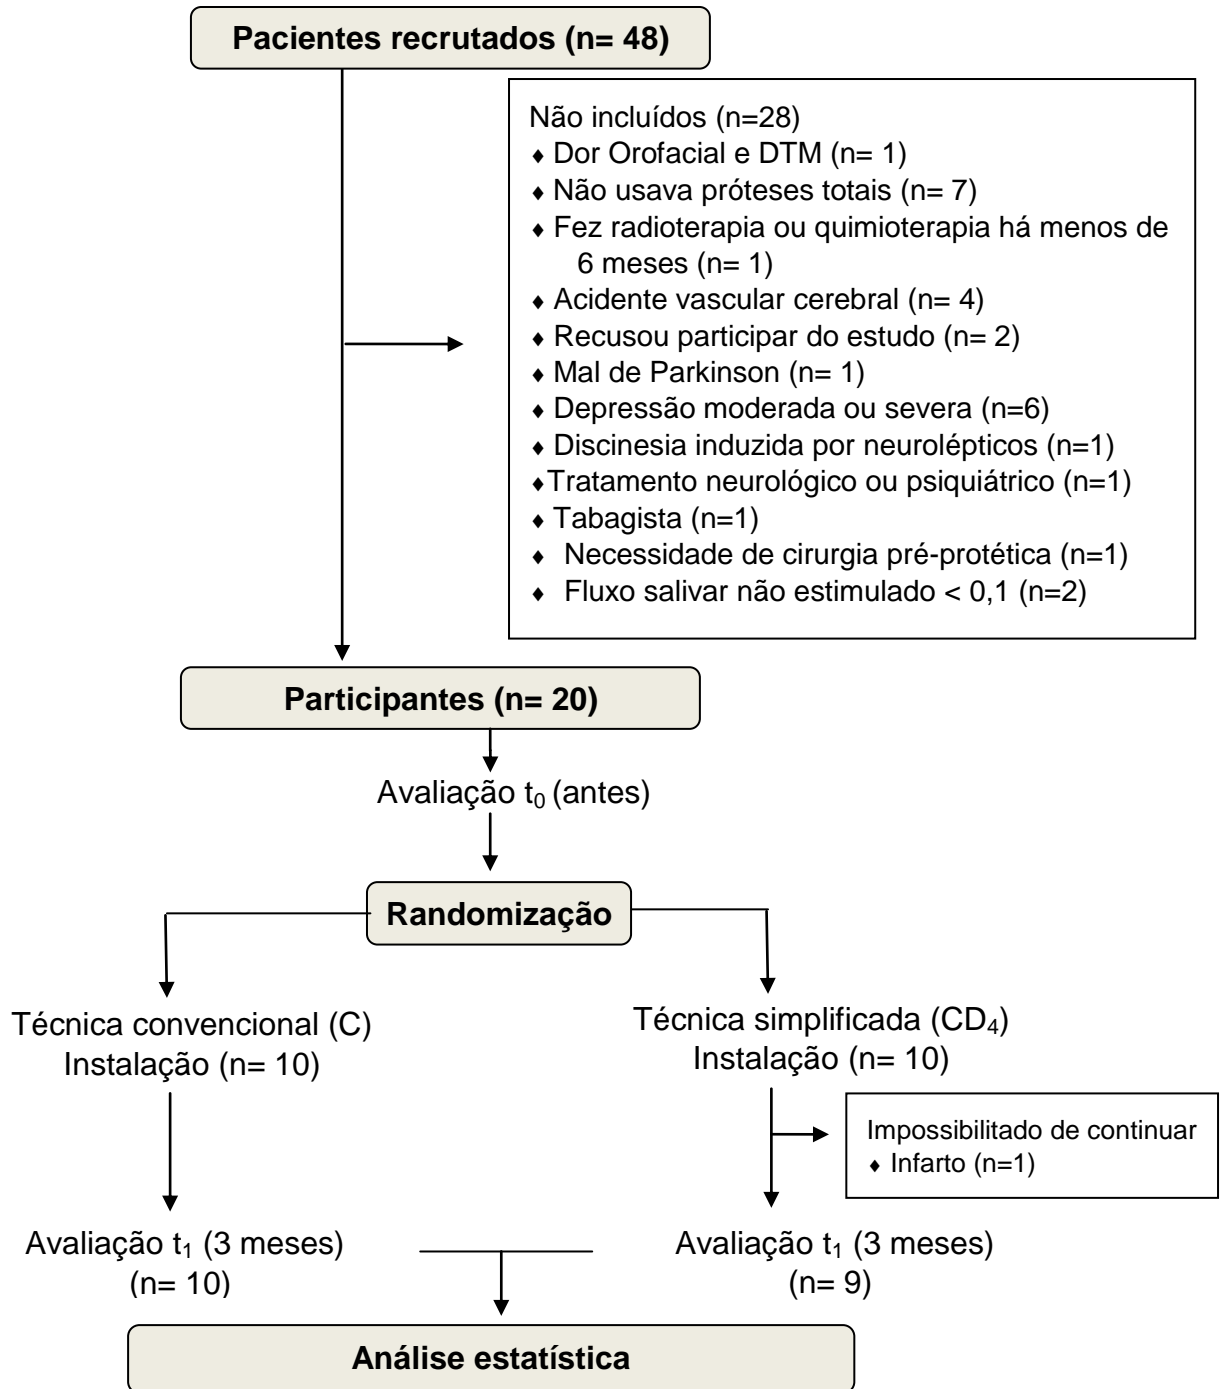 Pacientes recrutados (n= 48)
Não incluídos (n=28)
♦ Dor Orofacial e DTM (n= 1)
♦ Não usava próteses totais (n= 7)
♦ Fez radioterapia ou quimioterapia há menos de
6 meses (n= 1)
♦ Acidente vascular cerebral (n= 4)
♦ Recusou participar do estudo (n= 2)
♦ Mal de Parkinson (n= 1)
♦ Depressão moderada ou severa (n=6)
♦ Discinesia induzida por neurolépticos (n=1)
♦Tratamento neurológico ou psiquiátrico (n=1)
♦ Tabagista (n=1)
♦ Necessidade de cirurgia pré-protética (n=1)
♦ Fluxo salivar não estimulado < 0,1 (n=2)
Participantes (n= 20)
Avaliação t₀ (antes)
Randomização
Técnica convencional (C)
Instalação (n= 10)
Técnica simplificada (CD₄)
Instalação (n= 10)
Impossibilitado de continuar
♦ Infarto (n=1)
Avaliação t₁ (3 meses)
(n= 10)
Avaliação t₁ (3 meses)
(n= 9)
Análise estatística